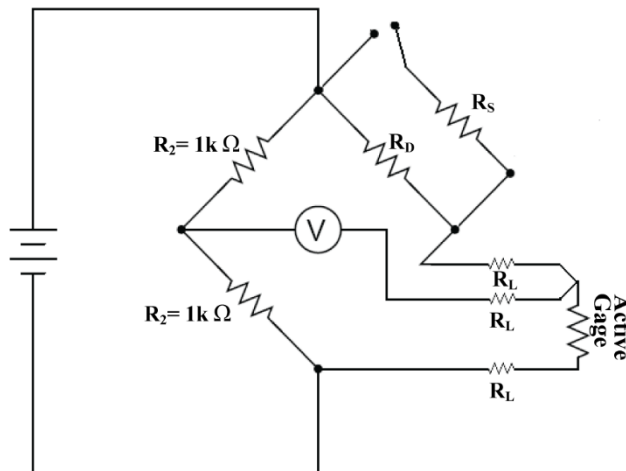 R₂= 1k Ω
R_D
R_S
V
R₂= 1k Ω
R_L
R_L
R_L
Active
Gage